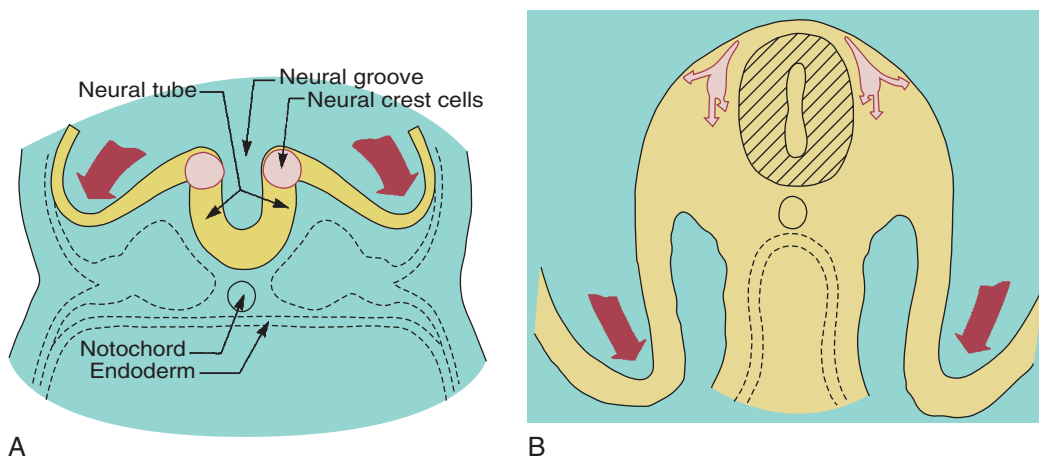 Neural groove
Neural tube
Neural crest cells
Notochord
Endoderm
A
B